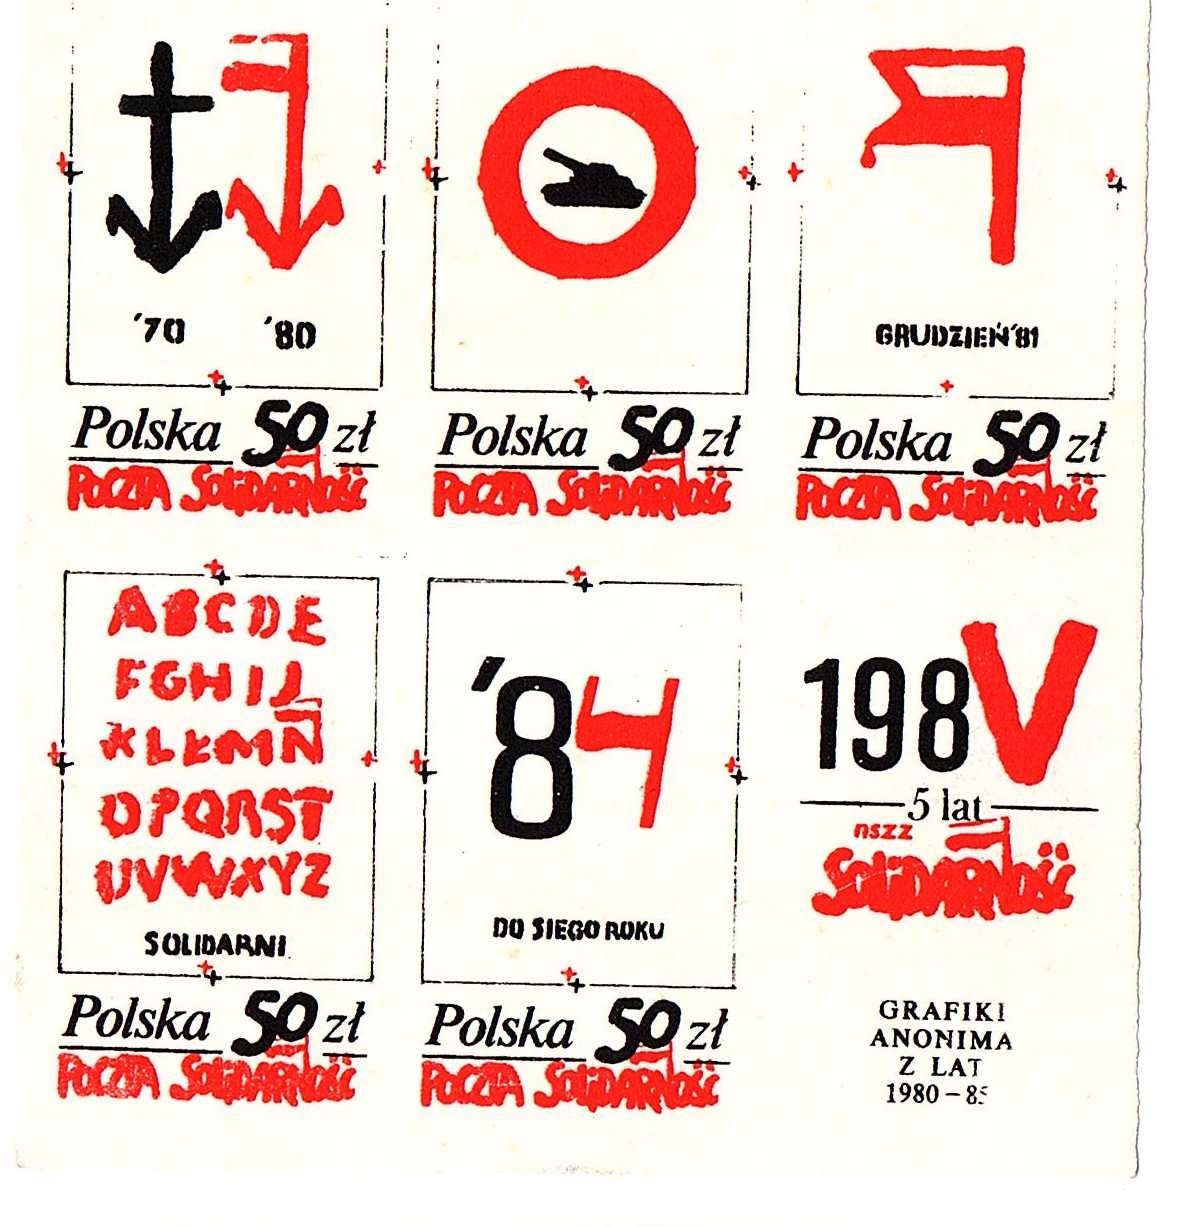 '70 '80
Polska 50 zł
POCZTA SOLIDARNOŚĆ
Polska 50 zł
POCZTA SOLIDARNOŚĆ
GRUDZIEŃ'81
Polska 50 zł
POCZTA SOLIDARNOŚĆ
ABCDE
FGHIJ
KLŁMN
OPQRST
UVWXYZ
SOLIDARNI
Polska 50 zł
POCZTA SOLIDARNOŚĆ
'84
DO SIEGO ROKU
Polska 50 zł
POCZTA SOLIDARNOŚĆ
198V
5 lat
nszz
SOLIDARNOŚĆ
GRAFIKI
ANONIMA
Z LAT
1980–85